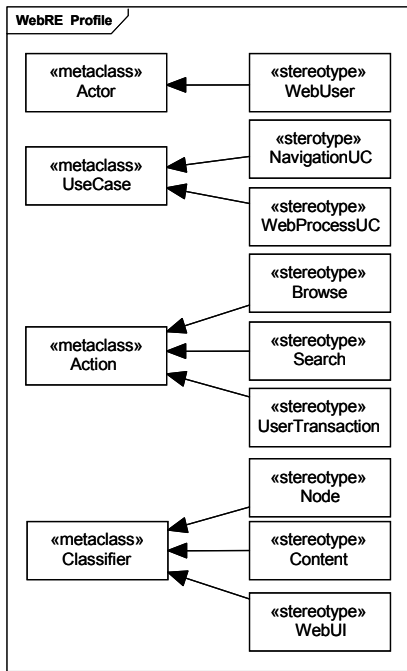 WebRE Profile
«metaclass»
Actor
«stereotype»
WebUser
«metaclass»
UseCase
«sterotype»
NavigationUC
«stereotype»
WebProcessUC
«metaclass»
Action
«stereotype»
Browse
«stereotype»
Search
«stereotype»
UserTransaction
«metaclass»
Classifier
«stereotype»
Node
«stereotype»
Content
«stereotype»
WebUI